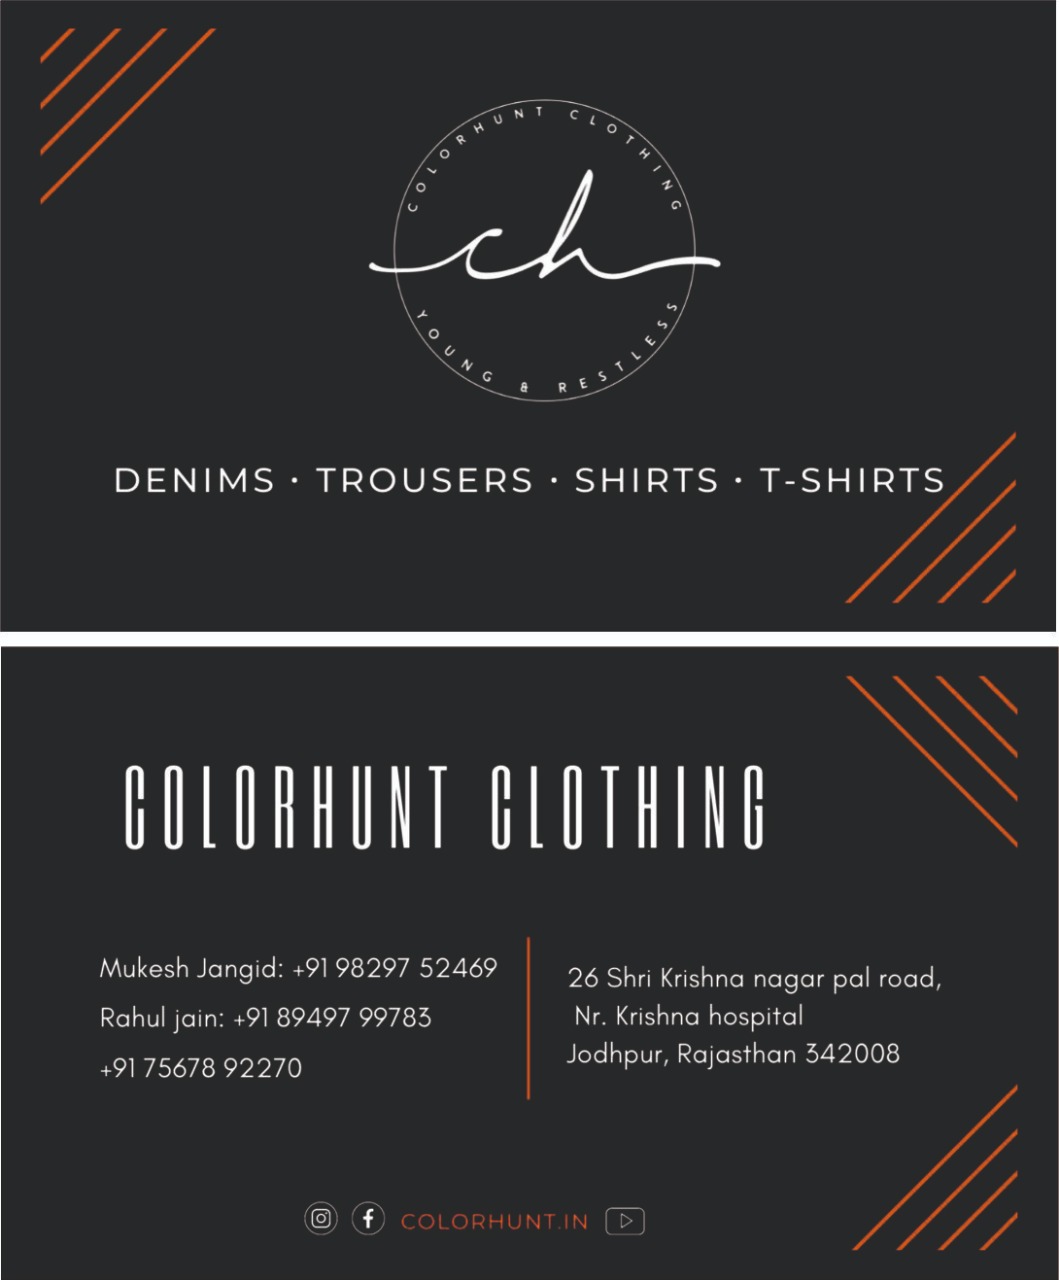 COLORHUNT CLOTHING
ch
YOUNG & RESTLESS
DENIMS · TROUSERS · SHIRTS · T-SHIRTS
COLORHUNT CLOTHING
Mukesh Jangid: +91 98297 52469
Rahul jain: +91 89497 99783
+91 75678 92270
26 Shri Krishna nagar pal road,
Nr. Krishna hospital
Jodhpur, Rajasthan 342008
COLORHUNT.IN